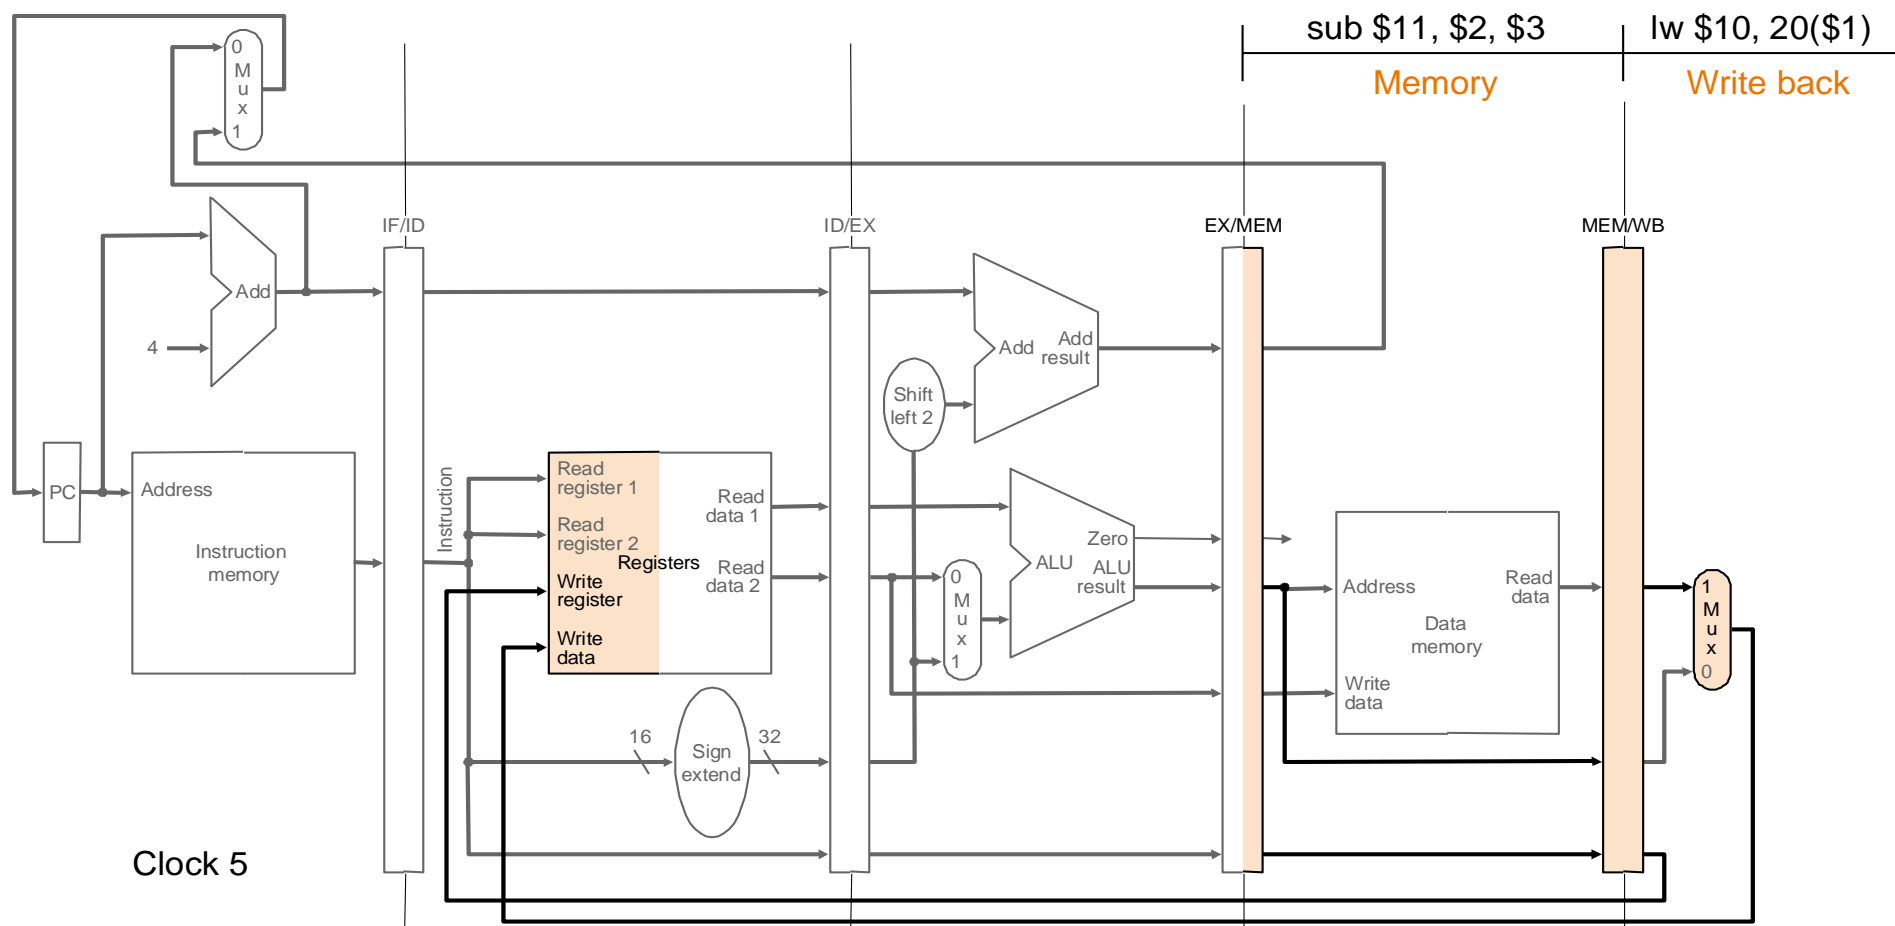 sub $11, $2, $3
lw $10, 20($1)
Memory
Write back
0
M
u
x
1
IF/ID
ID/EX
EX/MEM
MEM/WB
Add
4
Add
Add
result
Shift
left 2
PC
Address
Instruction
memory
Instruction
Read
register 1
Read
register 2
Write
register
Write
data
Registers
Read
data 1
Read
data 2
0
M
u
x
1
Zero
ALU
ALU
result
Address
Read
data
Data
memory
Write
data
1
M
u
x
0
16
Sign
extend
32
Clock 5